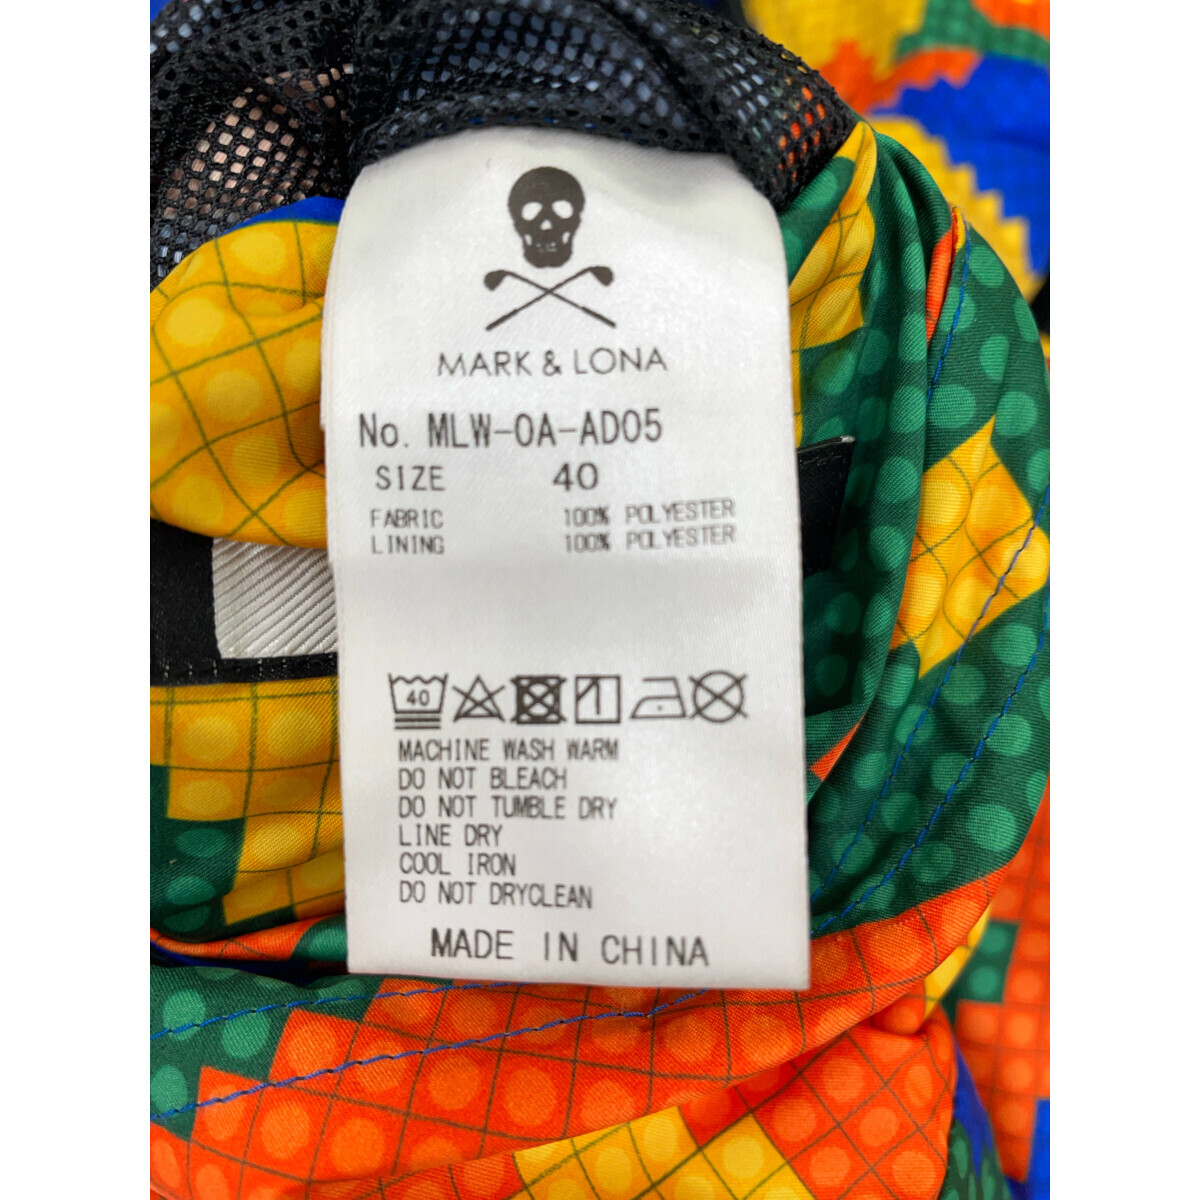 MARK & LONA
No. MLW-0A-AD05
SIZE 40
FABRIC 100% POLYESTER
LINING 100% POLYESTER
40
MACHINE WASH WARM
DO NOT BLEACH
DO NOT TUMBLE DRY
LINE DRY
COOL IRON
DO NOT DRYCLEAN
MADE IN CHINA